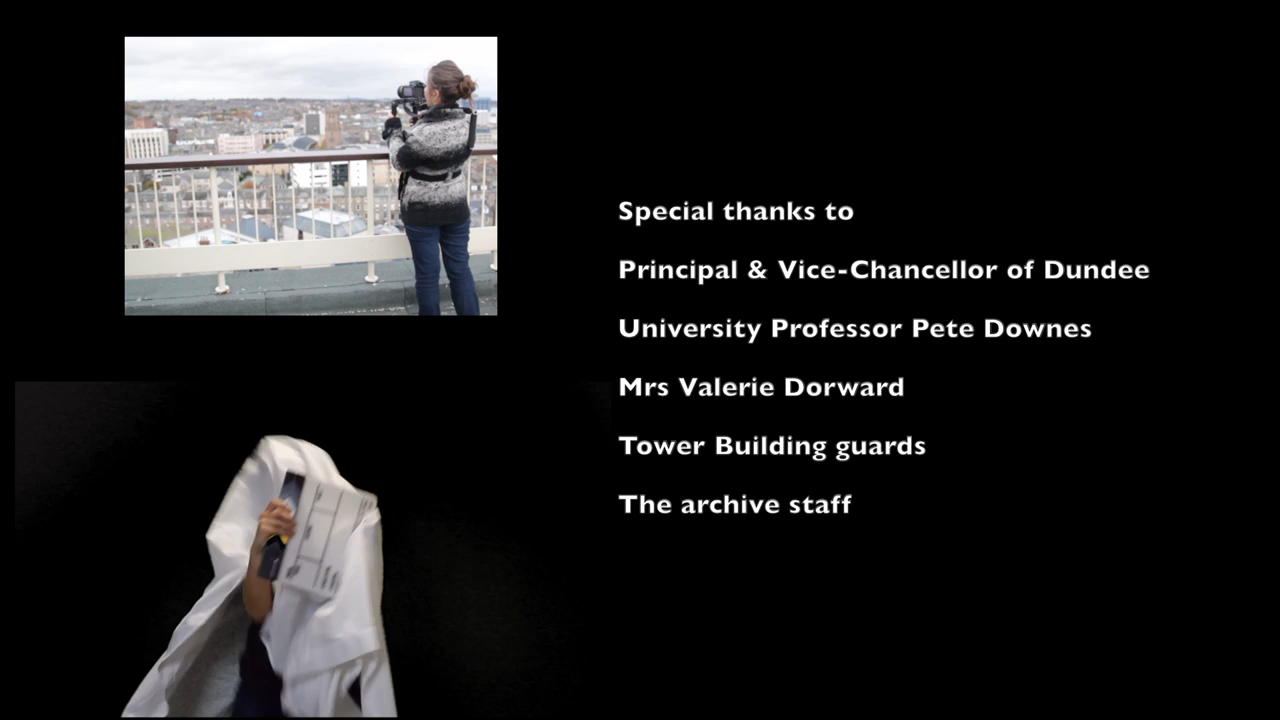 Special thanks to
Principal & Vice-Chancellor of Dundee
University Professor Pete Downes
Mrs Valerie Dorward
Tower Building guards
The archive staff